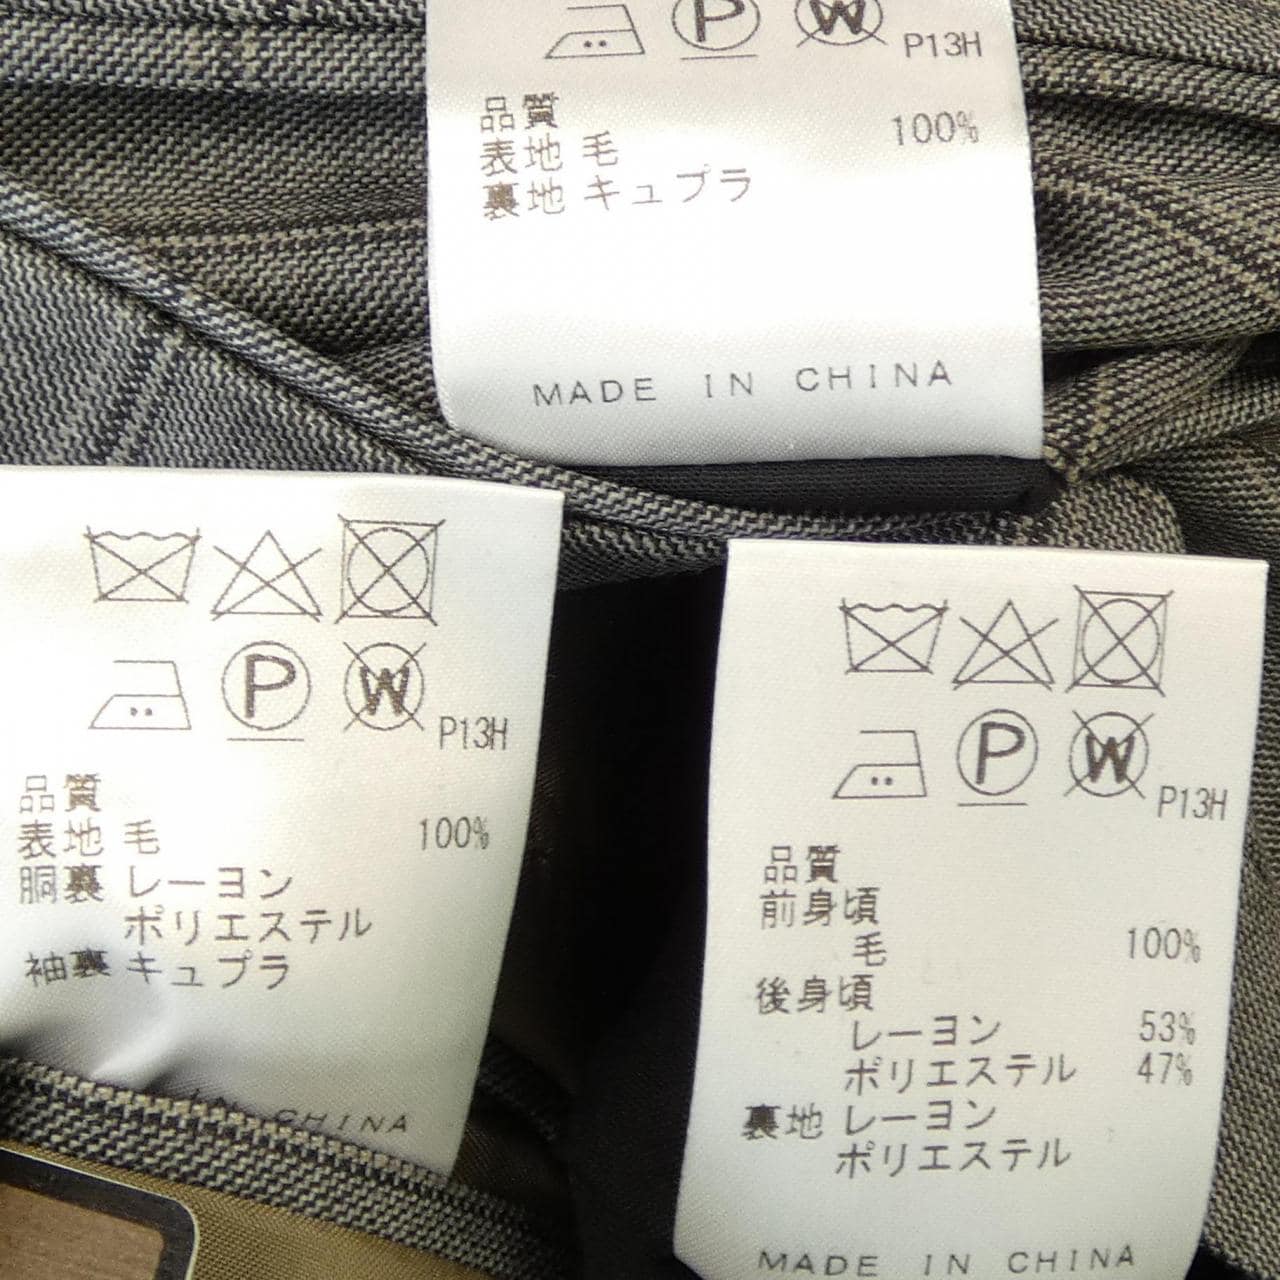 P
W
P13H
品質
表地 毛 100%
裏地 キュプラ
MADE IN CHINA
P
W
P13H
品質
表地 毛 100%
胴裏 レーヨン
ポリエステル
袖裏 キュプラ
IN CHINA
P
W
P13H
品質
前身頃
毛 100%
後身頃
レーヨン 53%
ポリエステル 47%
裏地 レーヨン
ポリエステル
MADE IN CHINA